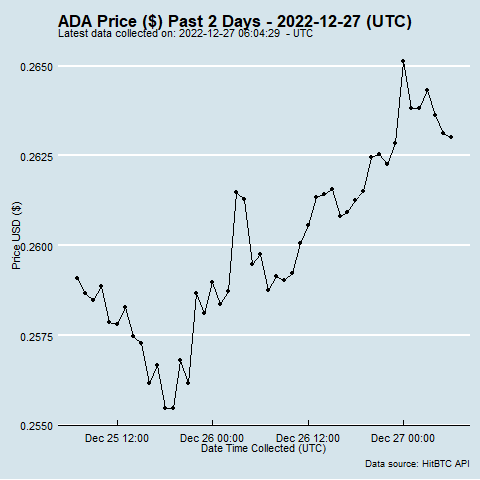 ADA Price ($) Past 2 Days - 2022-12-27 (UTC)
Latest data collected on: 2022-12-27 06:04:29  - UTC
Price USD ($)
0.2650
0.2625
0.2600
0.2575
0.2550
Dec 25 12:00
Dec 26 00:00
Dec 26 12:00
Dec 27 00:00
Date Time Collected (UTC)
Data source: HitBTC API